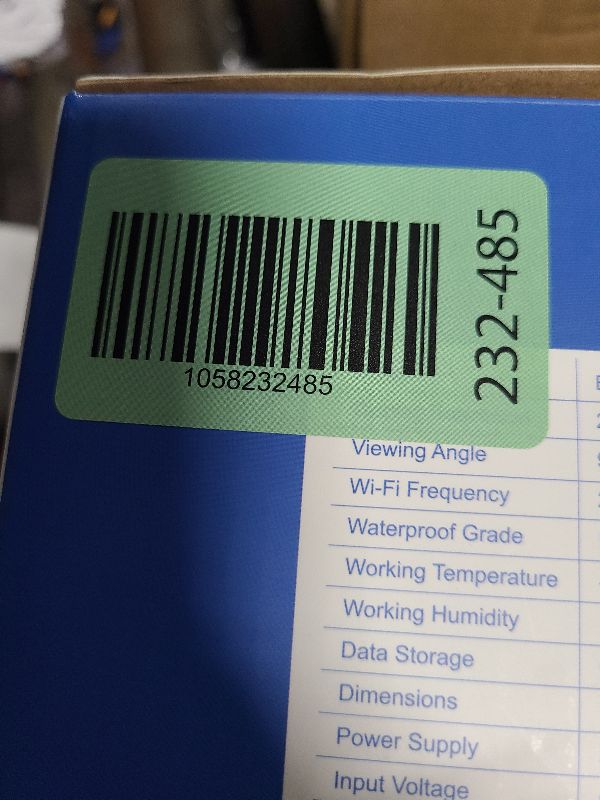 1058232485
232-485
Viewing Angle
Wi-Fi Frequency
Waterproof Grade
Working Temperature
Working Humidity
Data Storage
Dimensions
Power Supply
Input Voltage